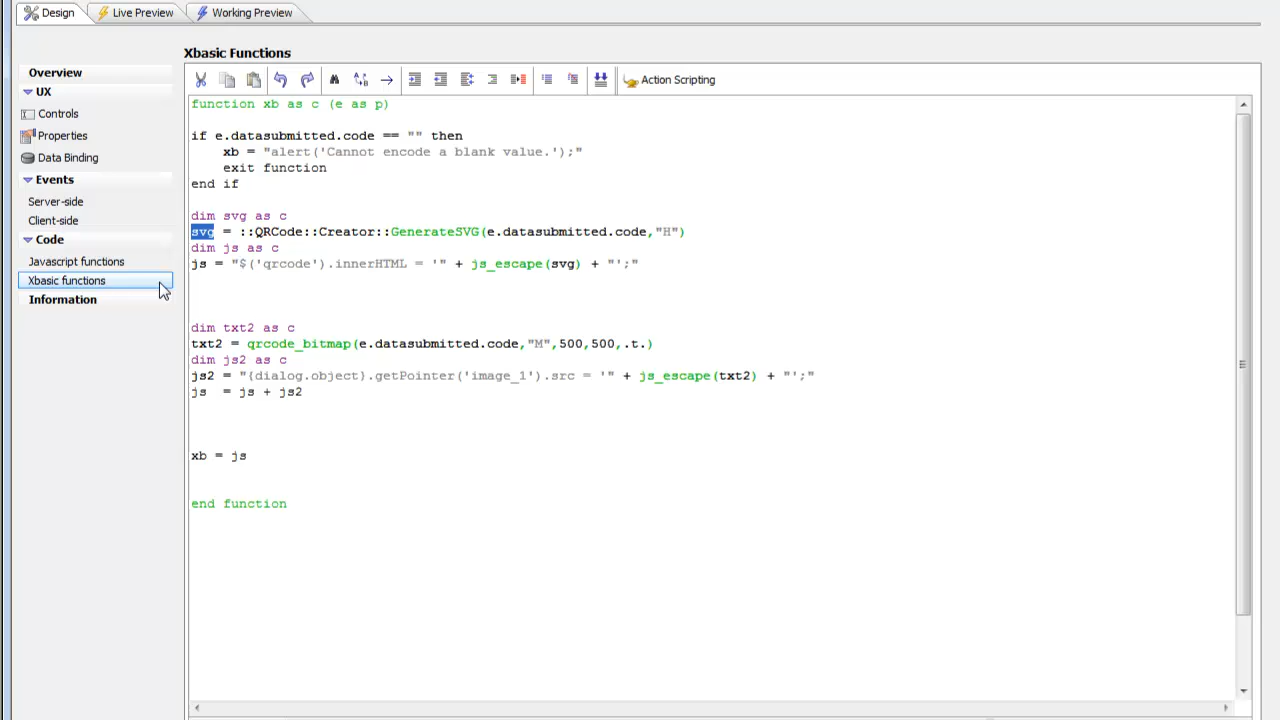 Design Live Preview Working Preview
Xbasic Functions
Overview
UX
Controls
Properties
Data Binding
Events
Server-side
Client-side
Code
Javascript functions
Xbasic functions
Information
Action Scripting
function xb as c (e as p)
if e.datasubmitted.code == "" then
xb = "alert('Cannot encode a blank value.');"
exit function
end if
dim svg as c
svg = ::QRCode::Creator::GenerateSVG(e.datasubmitted.code,"H")
dim js as c
js = "$('qrcode').innerHTML = '" + js_escape(svg) + "';"
dim txt2 as c
txt2 = qrcode_bitmap(e.datasubmitted.code,"M",500,500,.t.)
dim js2 as c
js2 = "{dialog.object}.getPointer('image_1').src = '" + js_escape(txt2) + "';"
js = js + js2
xb = js
end function